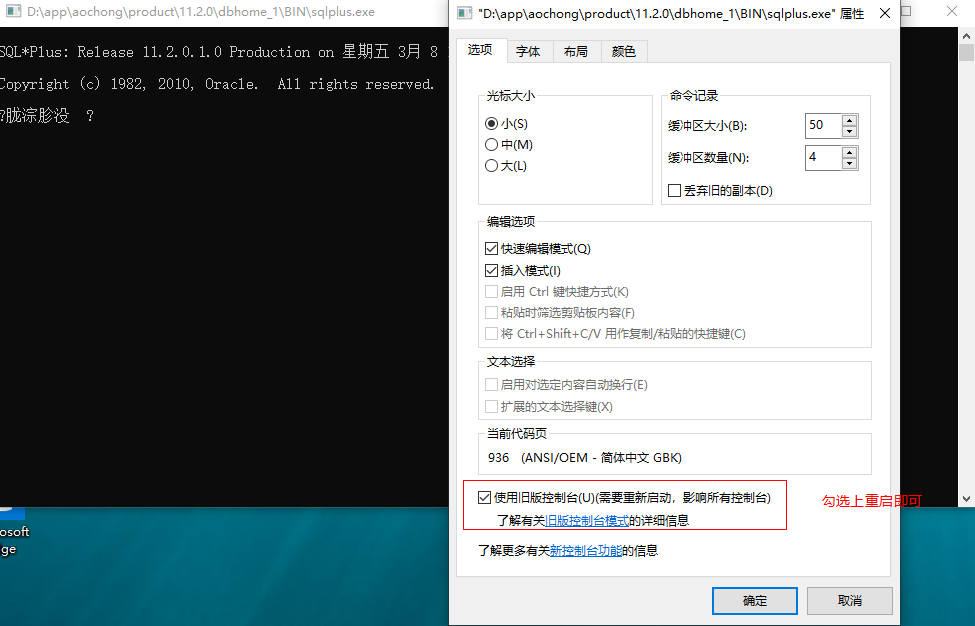 D:\app\aochong\product\11.2.0\dbhome_1\BIN\sqlplus.exe
SQL*Plus: Release 11.2.0.1.0 Production on 星期五 3月 8
Copyright (c) 1982, 2010, Oracle. All rights reserved.
"D:\app\aochong\product\11.2.0\dbhome_1\BIN\sqlplus.exe" 属性
选项 字体 布局 颜色
光标大小
小(S)
中(M)
大(L)
命令记录
缓冲区大小(B): 50
缓冲区数量(N): 4
丢弃旧的副本(D)
编辑选项
快速编辑模式(Q)
插入模式(I)
启用 Ctrl 键快捷方式(K)
粘贴时筛选剪贴板内容(F)
将 Ctrl+Shift+C/V 用作复制/粘贴的快捷键(C)
文本选择
启用对选定内容自动换行(E)
扩展的文本选择键(X)
当前代码页
936 (ANSI/OEM - 简体中文 GBK)
使用旧版控制台(U)(需要重新启动，影响所有控制台)
了解有关旧版控制台模式的详细信息
勾选上重启即可
了解更多有关新控制台功能的信息
确定 取消
osoft
ge